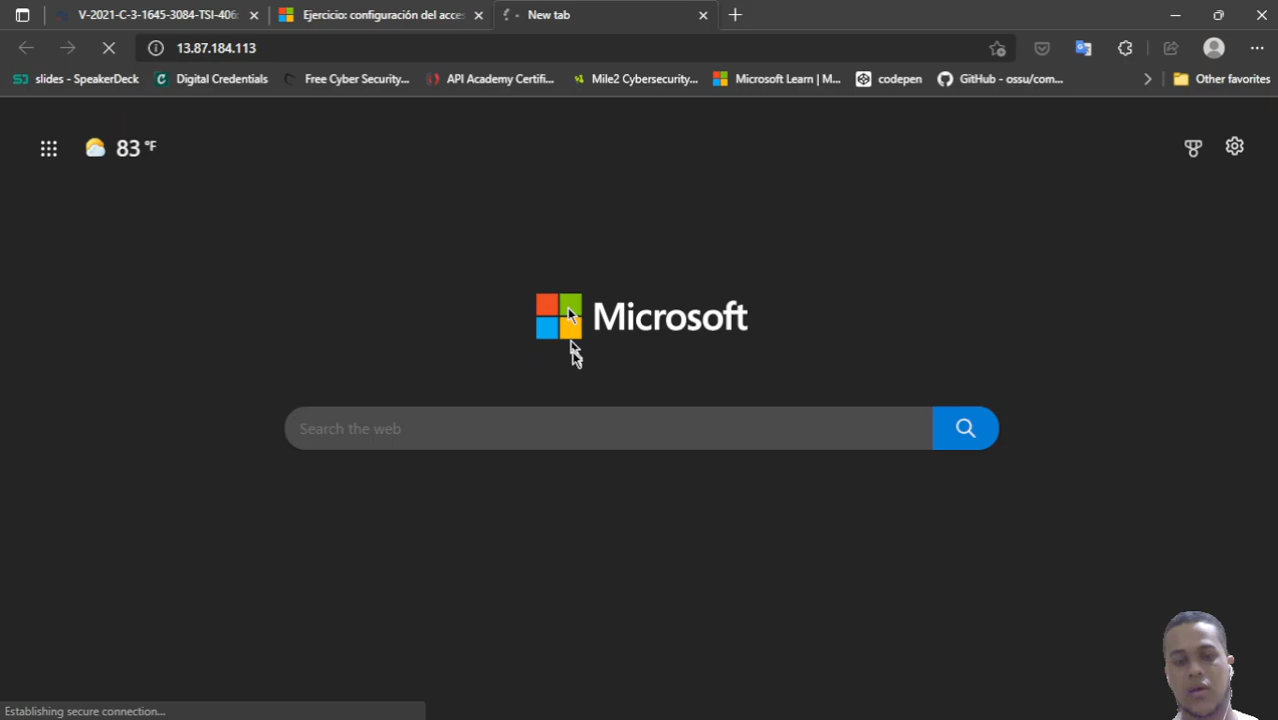 V-2021-C-3-1645-3084-TSI-406:
Ejercicio: configuración del acces
New tab
13.87.184.113
slides - SpeakerDeck
Digital Credentials
Free Cyber Security...
API Academy Certifi...
Mile2 Cybersecurity...
Microsoft Learn | M...
codepen
GitHub - ossu/com...
Other favorites
83 °F
Microsoft
Search the web
Establishing secure connection...